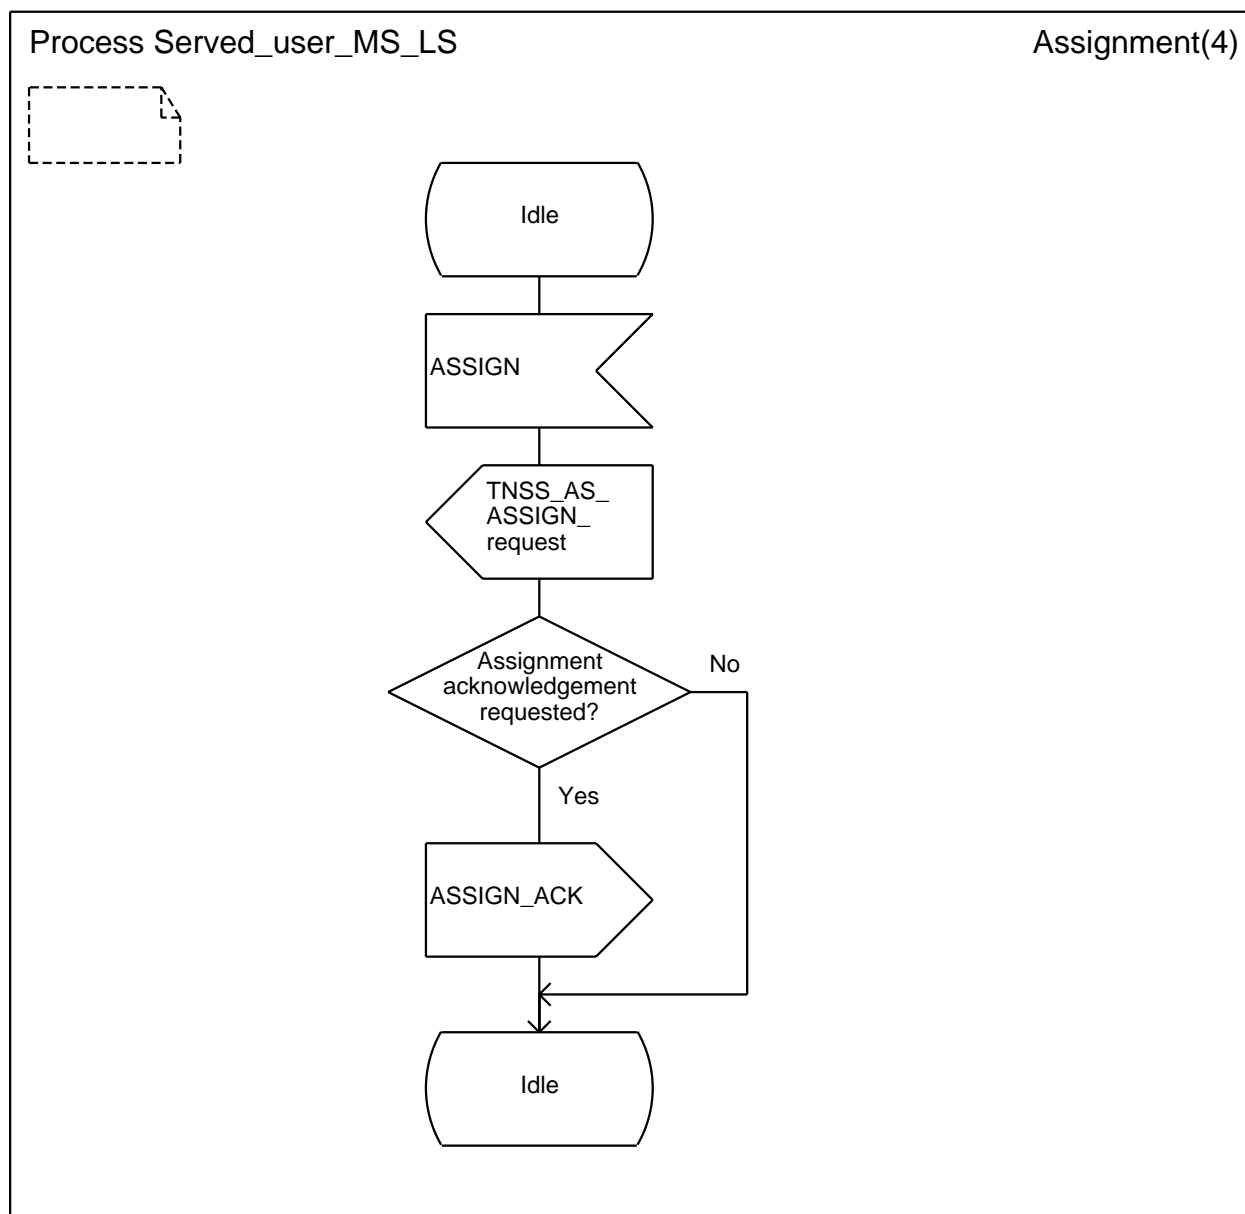 Process Served_user_MS_LS
Assignment(4)
Idle
ASSIGN
TNSS_AS_
ASSIGN_
request
Assignment
acknowledgement
requested?
No
Yes
ASSIGN_ACK
Idle